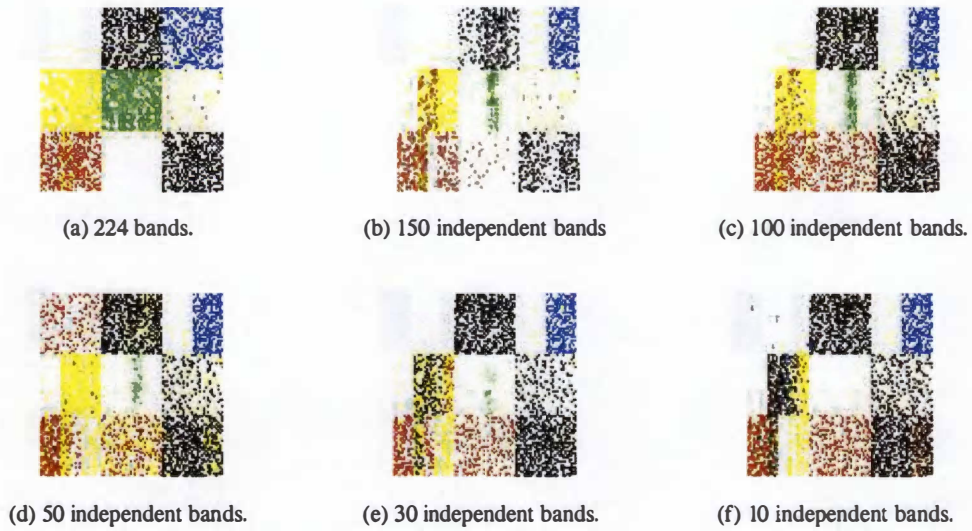 (a) 224 bands.
(b) 150 independent bands
(c) 100 independent bands.
(d) 50 independent bands.
(e) 30 independent bands.
(f) 10 independent bands.